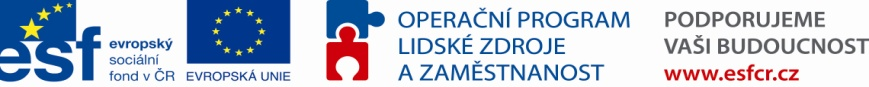 esf
evropský
sociální
fond v ČR
EVROPSKÁ UNIE
OPERAČNÍ PROGRAM
LIDSKÉ ZDROJE
A ZAMĚSTNANOST
PODPORUJEME
VAŠI BUDOUCNOST
www.esfcr.cz